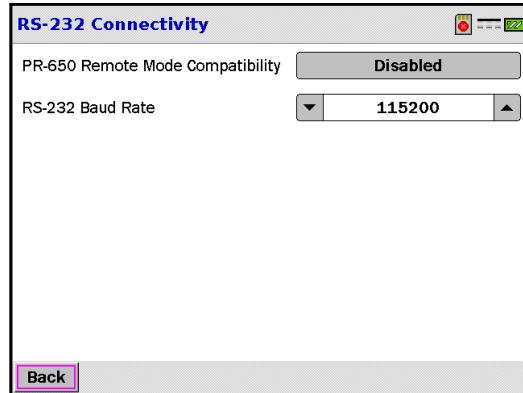 RS-232 Connectivity
PR-650 Remote Mode Compatibility Disabled
RS-232 Baud Rate 115200
Back